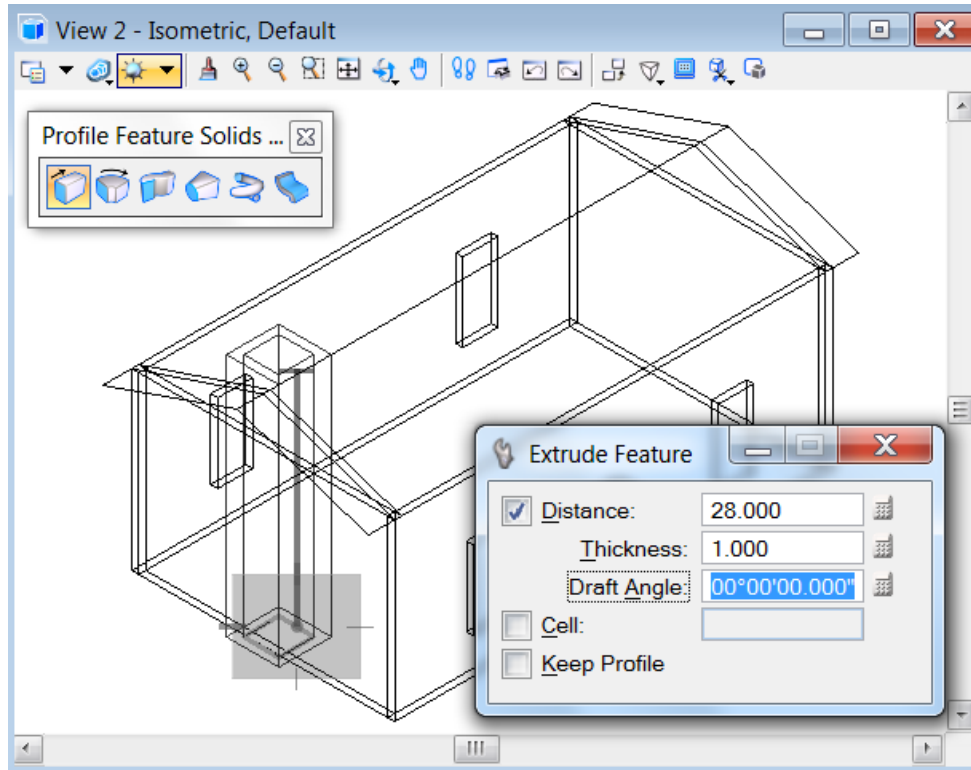 View 2 - Isometric, Default
Profile Feature Solids ...
Extrude Feature
Distance: 28.000
Thickness: 1.000
Draft Angle: 00°00'00.000"
Cell:
Keep Profile